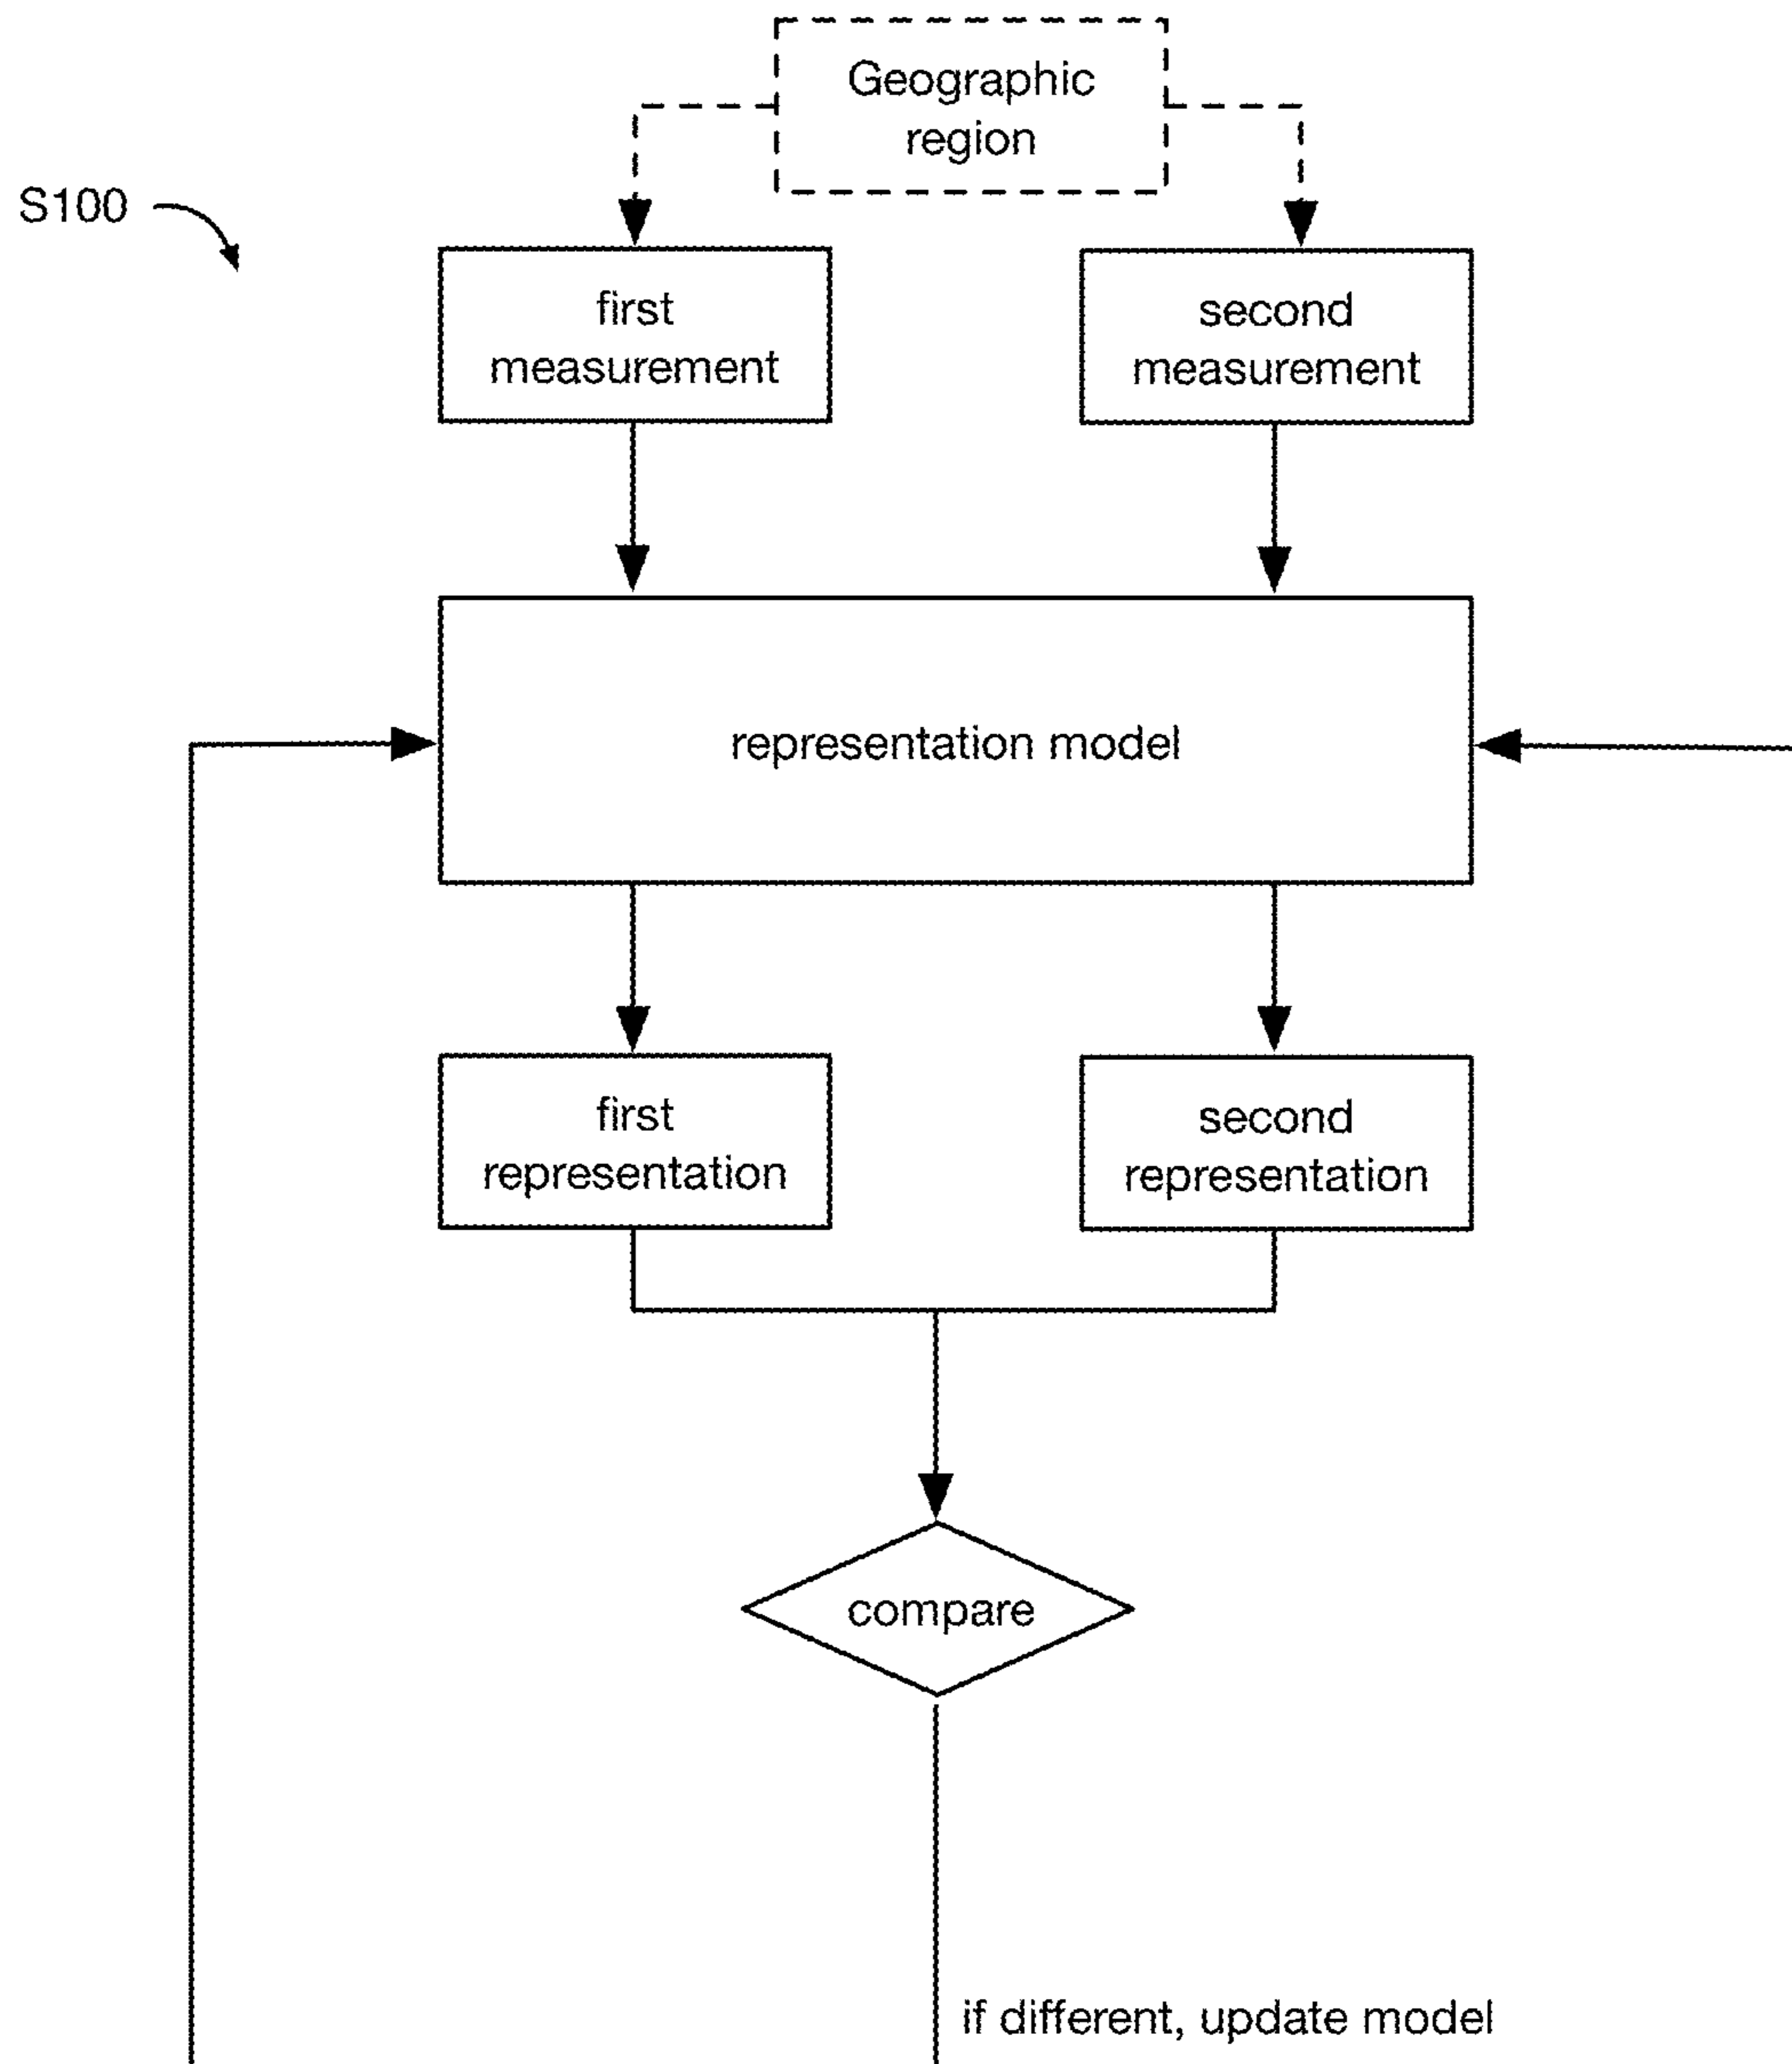 Geographic
region
S100
first
measurement
second
measurement
representation model
first
representation
second
representation
compare
if different, update model